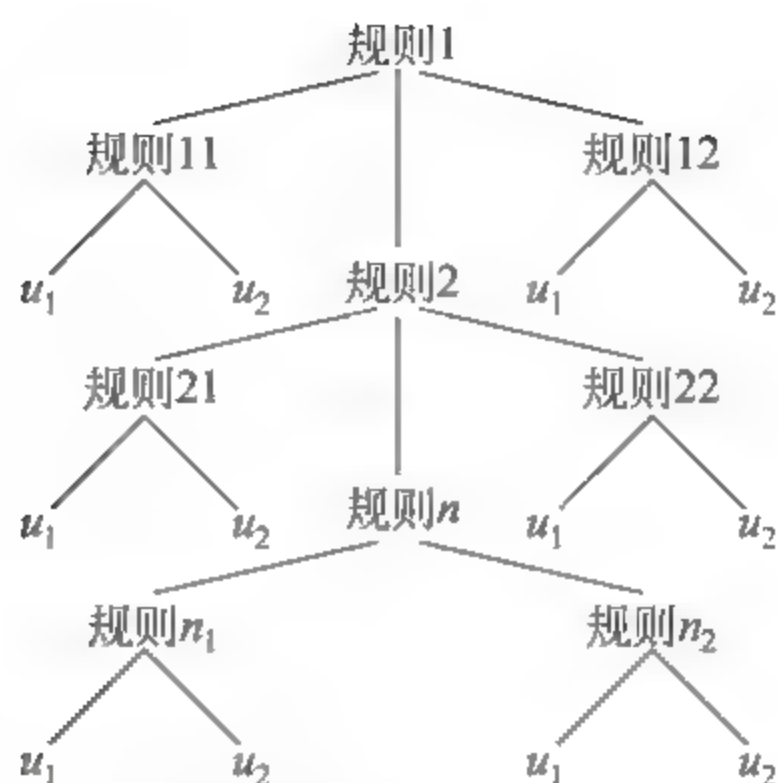 规则1
规则11 规则12
u₁ u₂ 规则2 u₁ u₂
规则21 规则22
u₁ u₂ 规则n u₁ u₂
规则n₁ 规则n₂
u₁ u₂ u₁ u₂